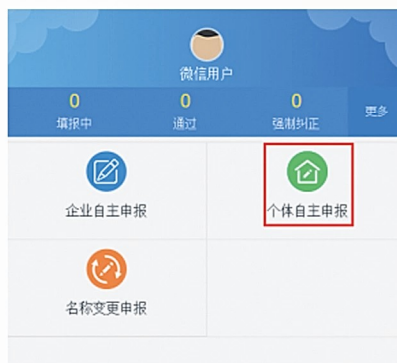 微信用户
0 0 0
填报中 通过 强制纠正 更多
企业自主申报 个体自主申报
名称变更申报